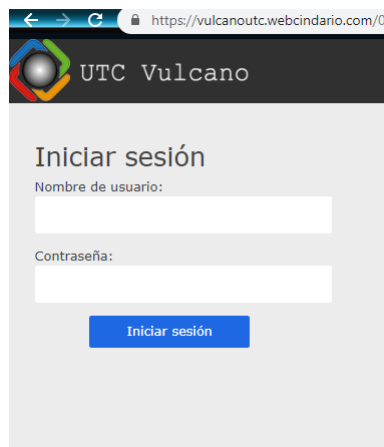 https://vulcanoutc.webcindario.com/0
UTC Vulcano
Iniciar sesión
Nombre de usuario:
Contraseña:
Iniciar sesión